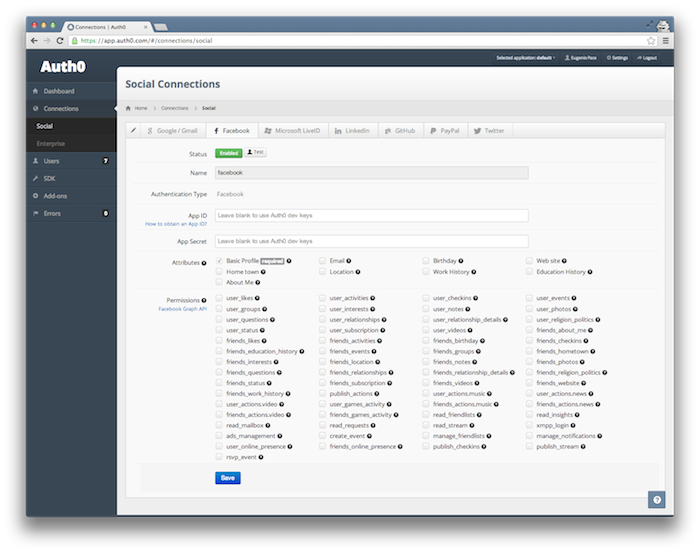 Connections | Auth0
https://app.auth0.com/#/connections/social
Auth0
Selected application: default
Eugenio Pace
Settings
Logout
Dashboard
Connections
Social
Enterprise
Users 7
SDK
Add-ons
Errors 0
Social Connections
Home Connections Social
Google / Gmail Facebook Microsoft LiveID LinkedIn GitHub PayPal Twitter
Status Enabled Test
Name facebook
Authentication Type Facebook
App ID Leave blank to use Auth0 dev keys
How to obtain an App ID?
App Secret Leave blank to use Auth0 dev keys
Attributes Basic Profile required Email Birthday Web site
Home town Location Work History Education History
About Me
Permissions user_likes user_activities user_checkins user_events
Facebook Graph API user_groups user_interests user_notes user_photos
user_questions user_relationships user_relationship_details user_religion_politics
user_status user_subscription user_videos friends_about_me
friends_likes friends_activities friends_birthday friends_checkins
friends_education_history friends_events friends_groups friends_hometown
friends_interests friends_location friends_notes friends_photos
friends_questions friends_relationships friends_relationship_details friends_religion_politics
friends_status friends_subscription friends_videos friends_website
friends_work_history publish_actions user_actions.music user_actions.news
user_actions.video user_games_activity friends_actions.music friends_actions.news
friends_actions.video friends_games_activity read_friendlists read_insights
read_mailbox read_requests read_stream xmpp_login
ads_management create_event manage_friendlists manage_notifications
user_online_presence friends_online_presence publish_checkins publish_stream
rsvp_event
Save